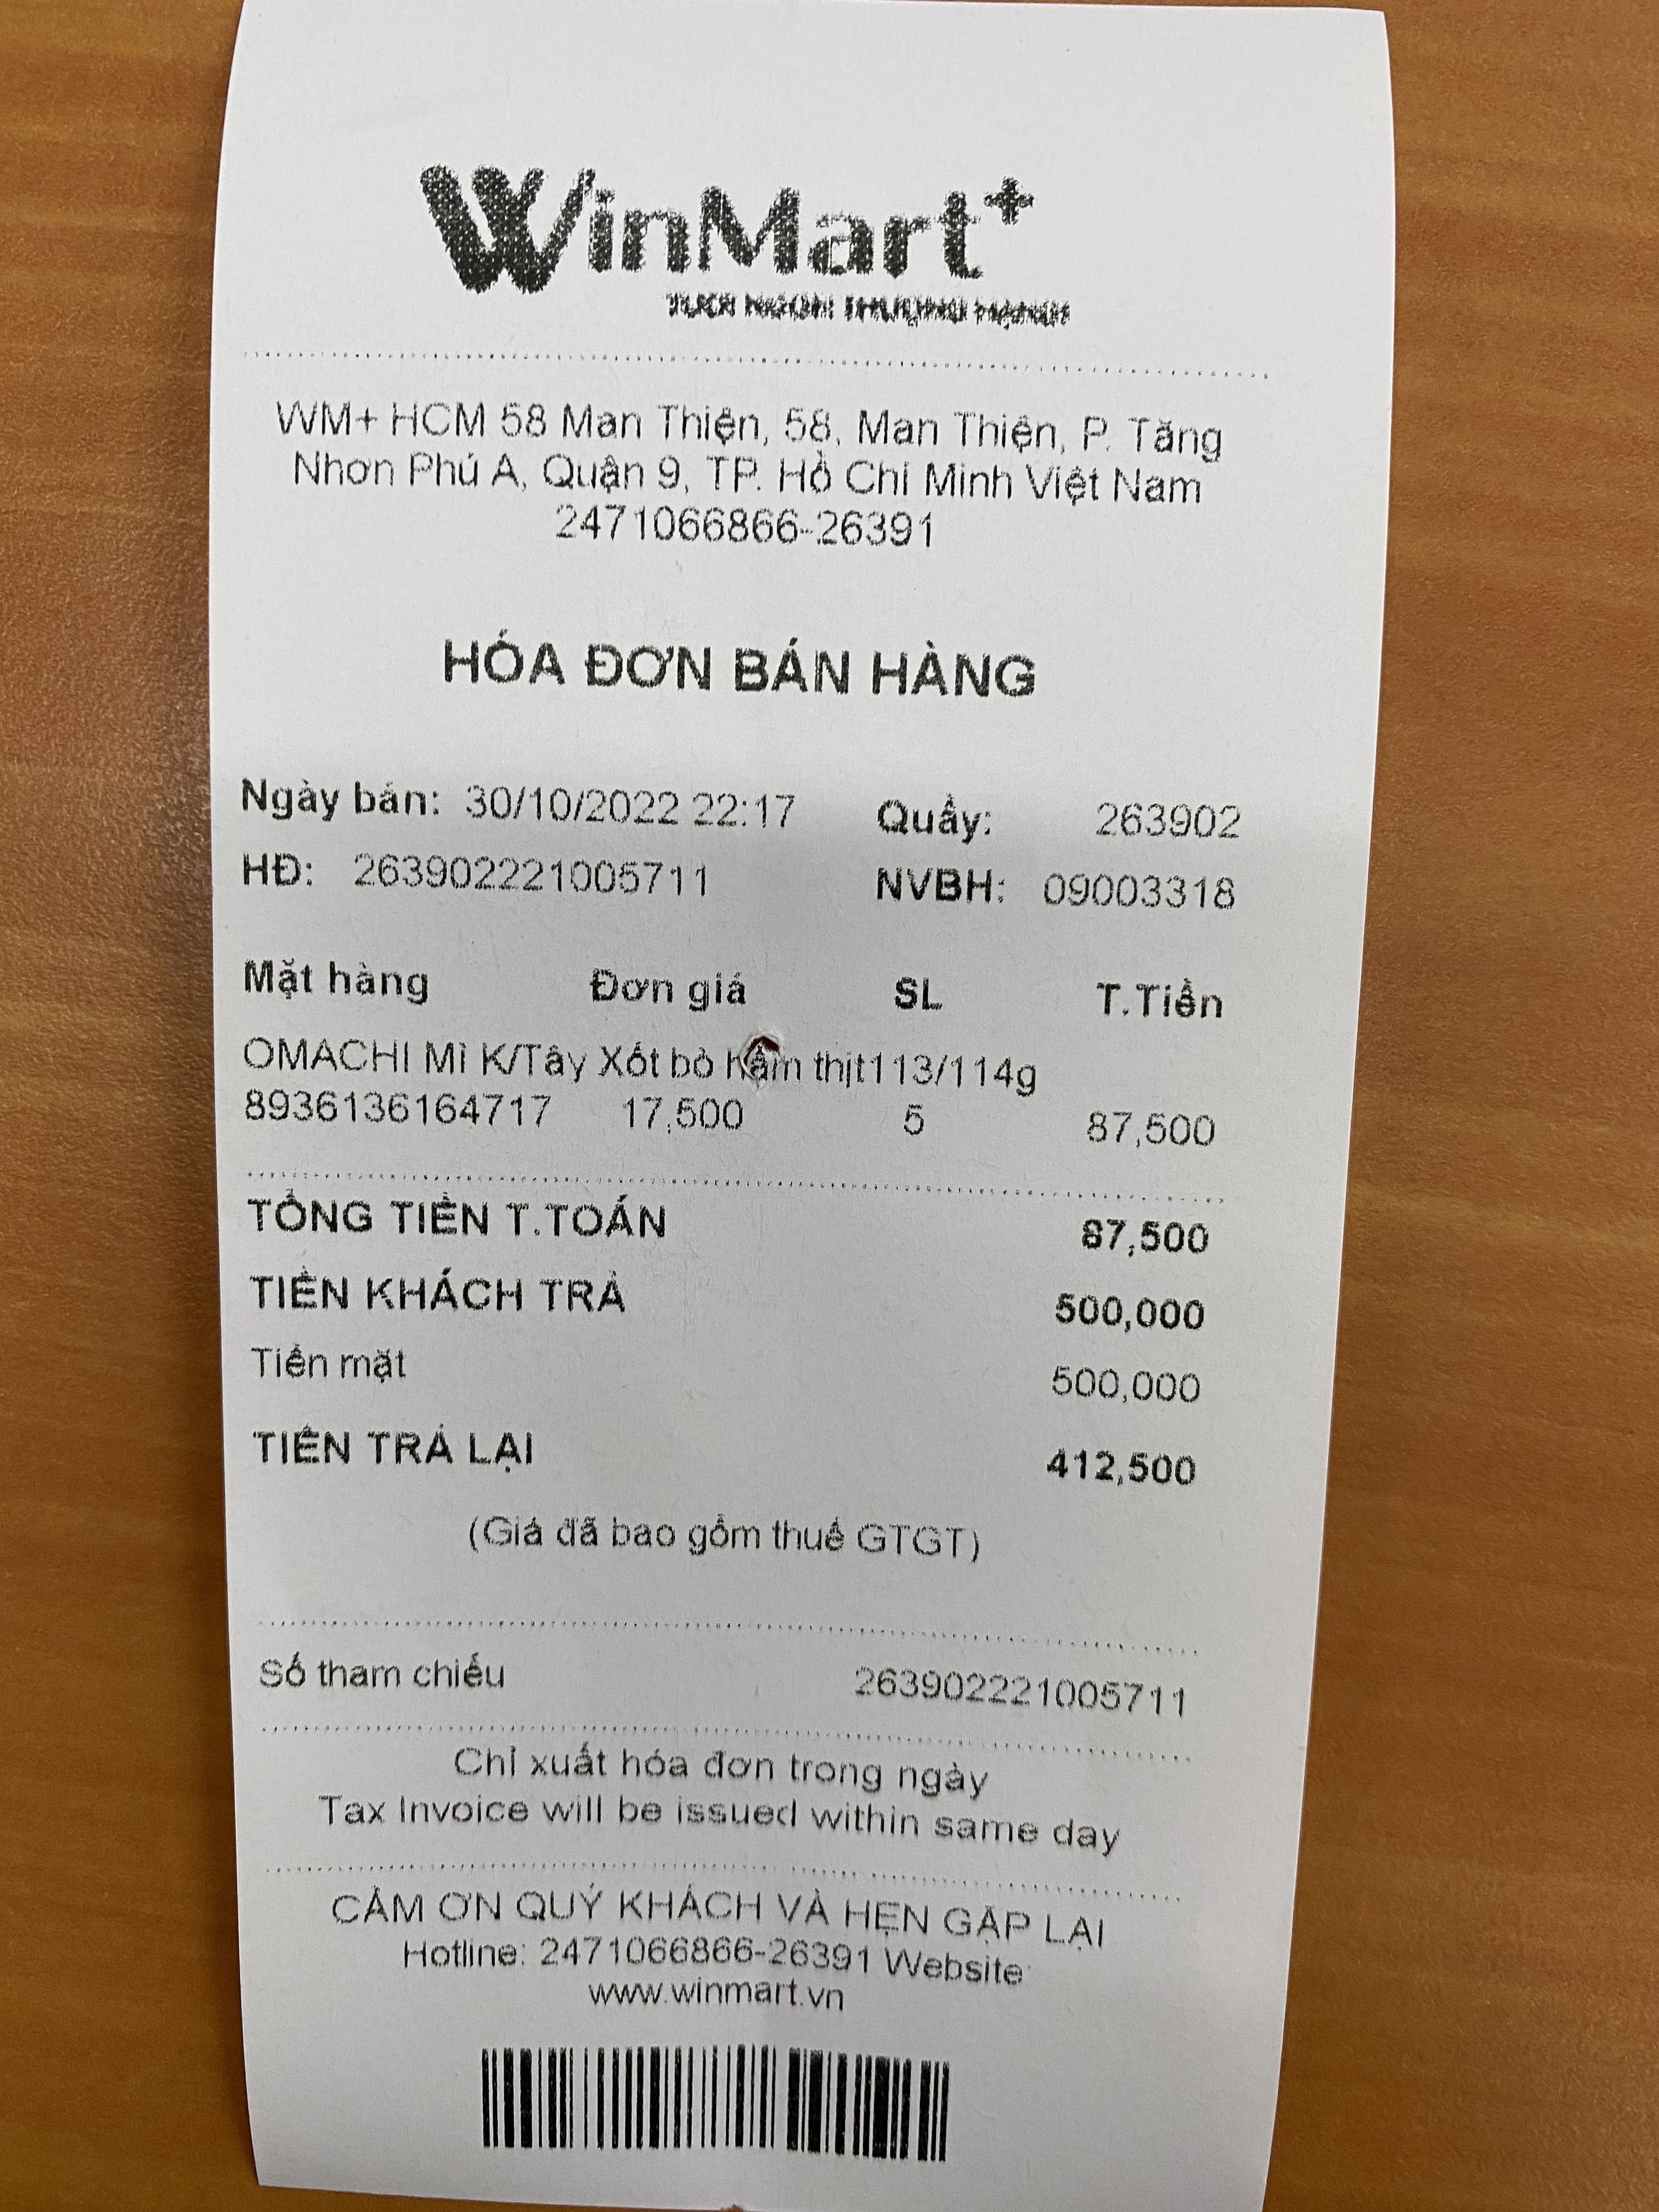 WinMart+
TƯƠI NGON THƯỢNG HẠNG
WM+ HCM 58 Man Thiện, 58, Man Thiện, P. Tăng
Nhơn Phú A, Quận 9, TP. Hồ Chí Minh Việt Nam
2471066866-26391
HÓA ĐƠN BÁN HÀNG
Ngày bán: 30/10/2022 22:17 Quầy: 263902
HĐ: 263902221005711 NVBH: 09003318
Mặt hàng Đơn giá SL T.Tiền
OMACHI Mì K/Tây Xốt bò hầm thịt113/114g
8936136164717 17,500 5 87,500
TỔNG TIỀN T.TOÁN 87,500
TIỀN KHÁCH TRẢ 500,000
Tiền mặt 500,000
TIỀN TRẢ LẠI 412,500
(Giá đã bao gồm thuế GTGT)
Số tham chiếu 263902221005711
Chỉ xuất hóa đơn trong ngày
Tax Invoice will be issued within same day
CẢM ƠN QUÝ KHÁCH VÀ HẸN GẶP LẠI
Hotline: 2471066866-26391 Website:
www.winmart.vn